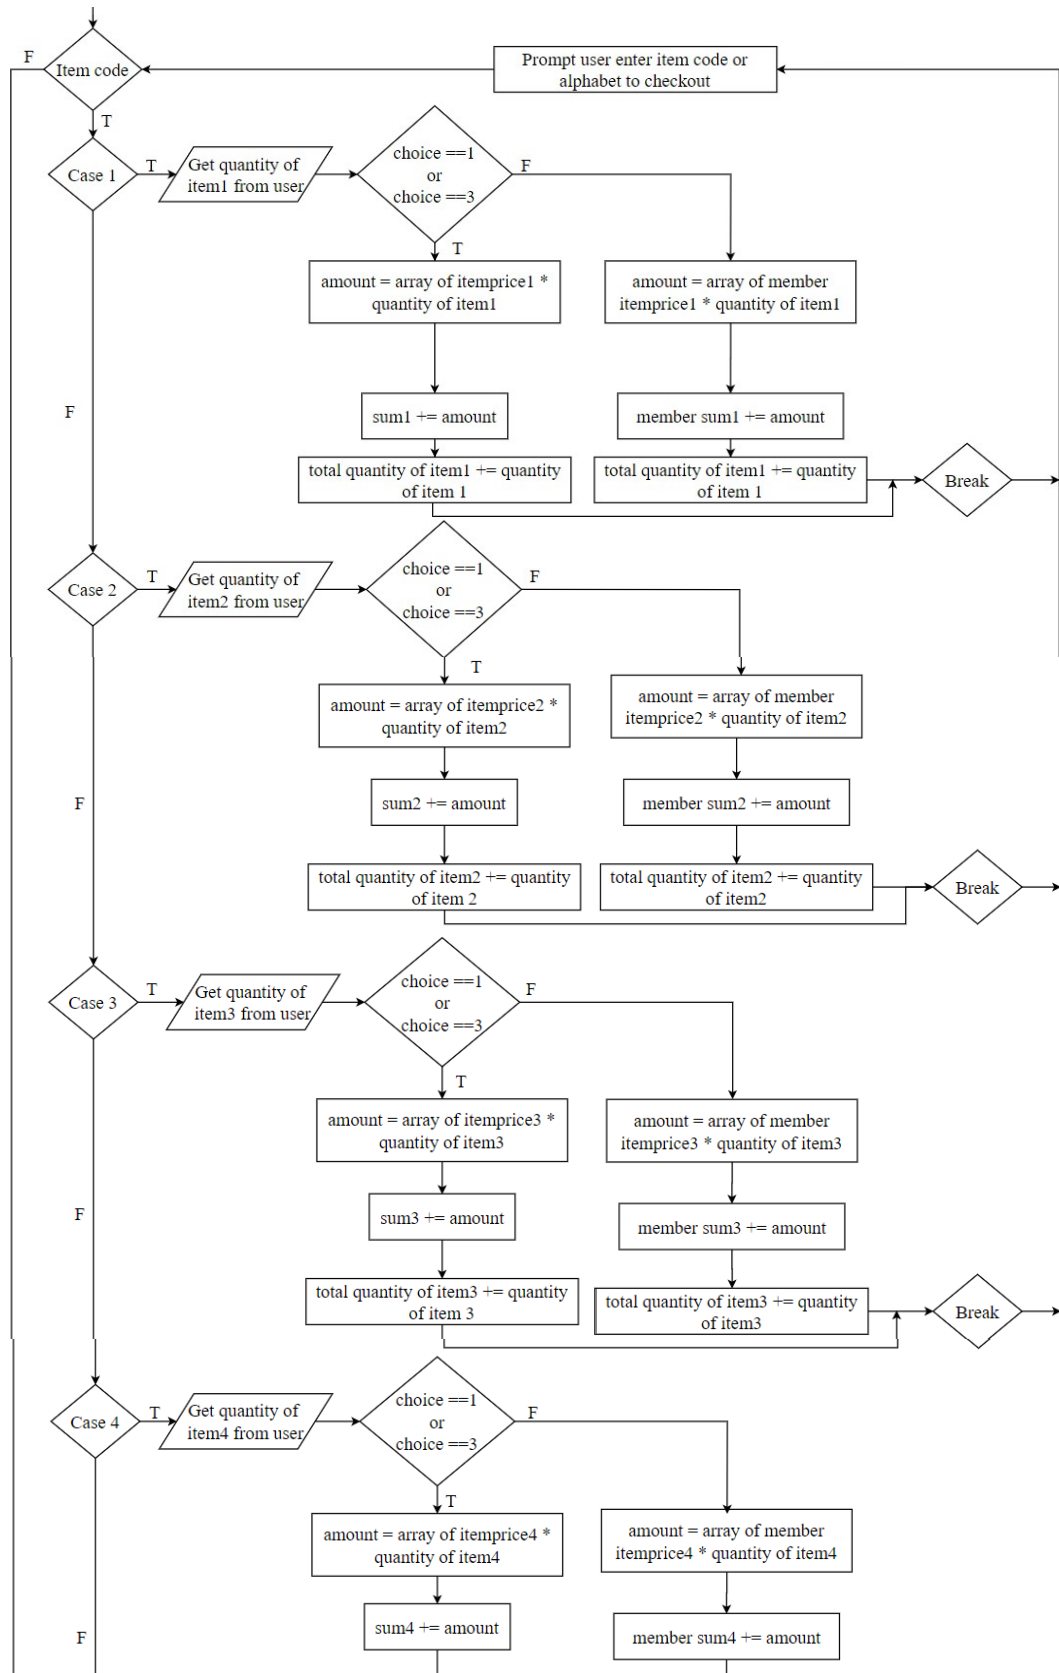 F
Item code
Prompt user enter item code or
alphabet to checkout
T
Case 1
T
Get quantity of
item1 from user
choice ==1
or
choice ==3
F
T
amount = array of itemprice1 *
quantity of item1
amount = array of member
itemprice1 * quantity of item1
F
sum1 += amount
member sum1 += amount
total quantity of item1 += quantity
of item 1
total quantity of item1 += quantity
of item 1
Break
Case 2
T
Get quantity of
item2 from user
choice ==1
or
choice ==3
F
T
amount = array of itemprice2 *
quantity of item2
amount = array of member
itemprice2 * quantity of item2
F
sum2 += amount
member sum2 += amount
total quantity of item2 += quantity
of item 2
total quantity of item2 += quantity
of item2
Break
Case 3
T
Get quantity of
item3 from user
choice ==1
or
choice ==3
F
T
amount = array of itemprice3 *
quantity of item3
amount = array of member
itemprice3 * quantity of item3
F
sum3 += amount
member sum3 += amount
total quantity of item3 += quantity
of item 3
total quantity of item3 += quantity
of item3
Break
Case 4
T
Get quantity of
item4 from user
choice ==1
or
choice ==3
F
T
amount = array of itemprice4 *
quantity of item4
amount = array of member
itemprice4 * quantity of item4
F
sum4 += amount
member sum4 += amount